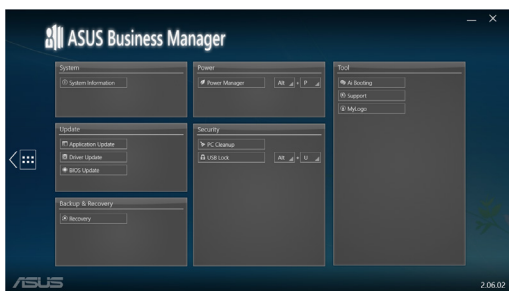 ASUS Business Manager
System
System Information
Power
Power Manager Alt + P
Tool
Ai Booting
Support
MyLogo
Update
Application Update
Driver Update
BIOS Update
Security
PC Cleanup
USB Lock Alt + U
Backup & Recovery
Recovery
ASUS
2.06.02